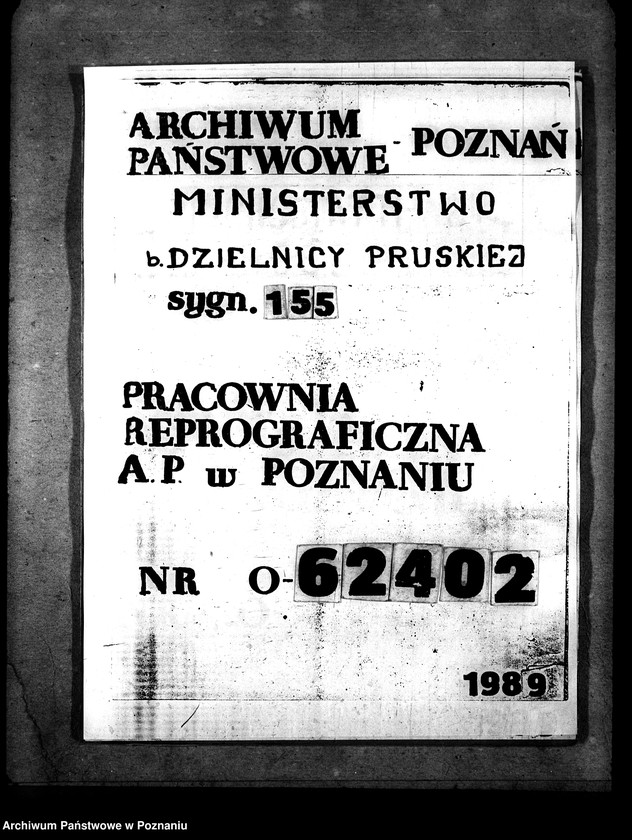 ARCHIWUM
PAŃSTWOWE - POZNAŃ
MINISTERSTWO
b. DZIELNICY PRUSKIEJ
sygn. 155
PRACOWNIA
REPROGRAFICZNA
A.P. w POZNANIU
NR O-62402
1989
Archiwum Państwowe w Poznaniu